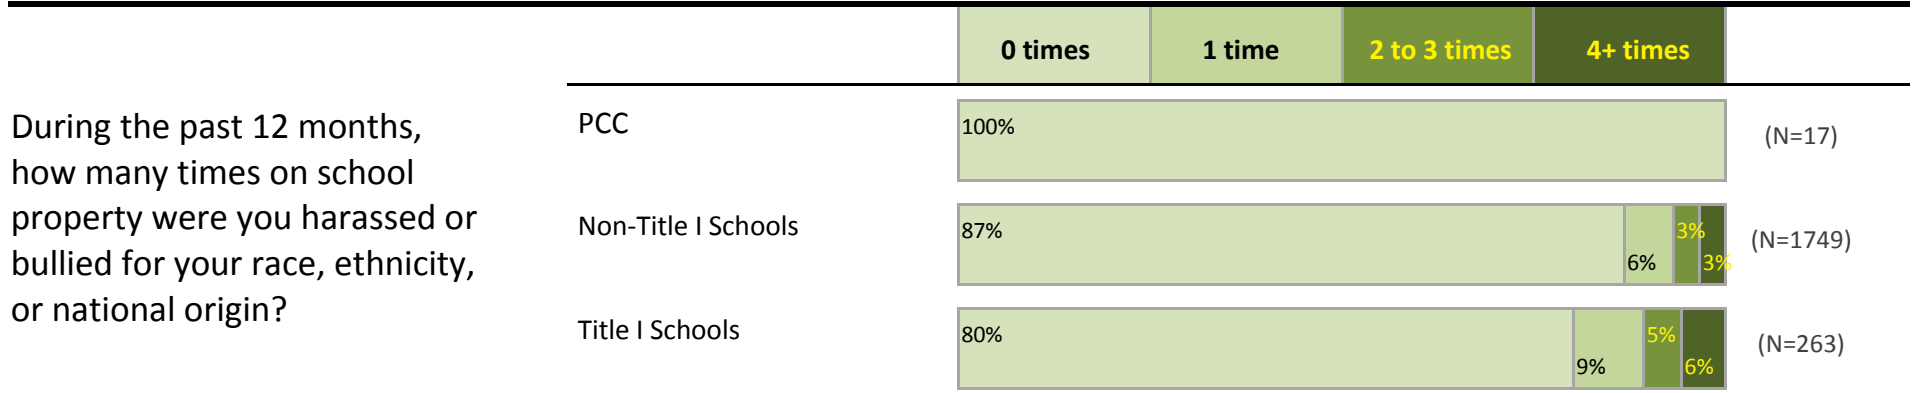 0 times 1 time 2 to 3 times 4+ times
During the past 12 months,
how many times on school
property were you harassed or
bullied for your race, ethnicity,
or national origin?
PCC 100% (N=17)
Non-Title I Schools 87% 6% 3% 3% (N=1749)
Title I Schools 80% 9% 5% 6% (N=263)